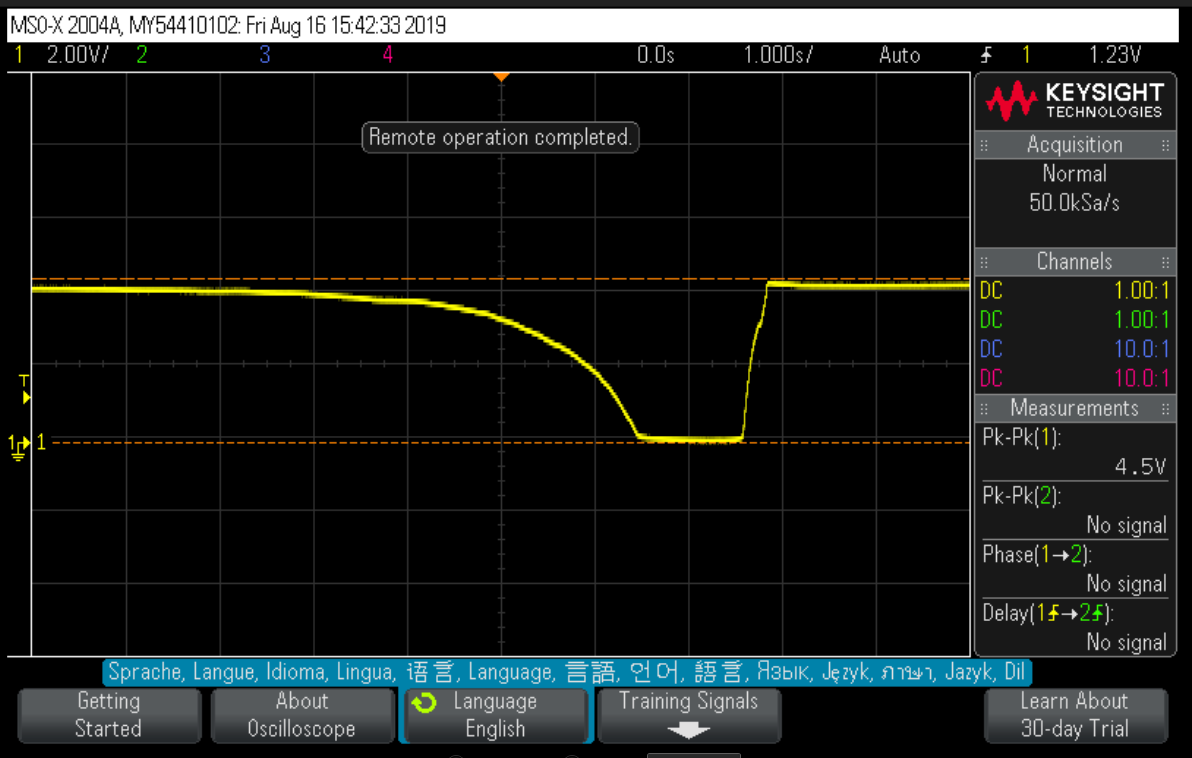 MSO-X 2004A, MY54410102: Fri Aug 16 15:42:33 2019
1 2.00V/ 2 3 4 0.0s 1.000s/ Auto 1 1.23V
KEYSIGHT
TECHNOLOGIES
Remote operation completed.
Acquisition
Normal
50.0kSa/s
Channels
DC 1.00:1
DC 1.00:1
DC 10.0:1
DC 10.0:1
T
1 1
Measurements
Pk-Pk(1):
4.5V
Pk-Pk(2):
No signal
Phase(1→2):
No signal
Delay(1→2):
No signal
Sprache, Langue, Idioma, Lingua, 语言, Language, 言語, 언어, 語言, Язык, Język, ภาษา, Jazyk, Dil
Getting
Started
About
Oscilloscope
Language
English
Training Signals
Learn About
30-day Trial